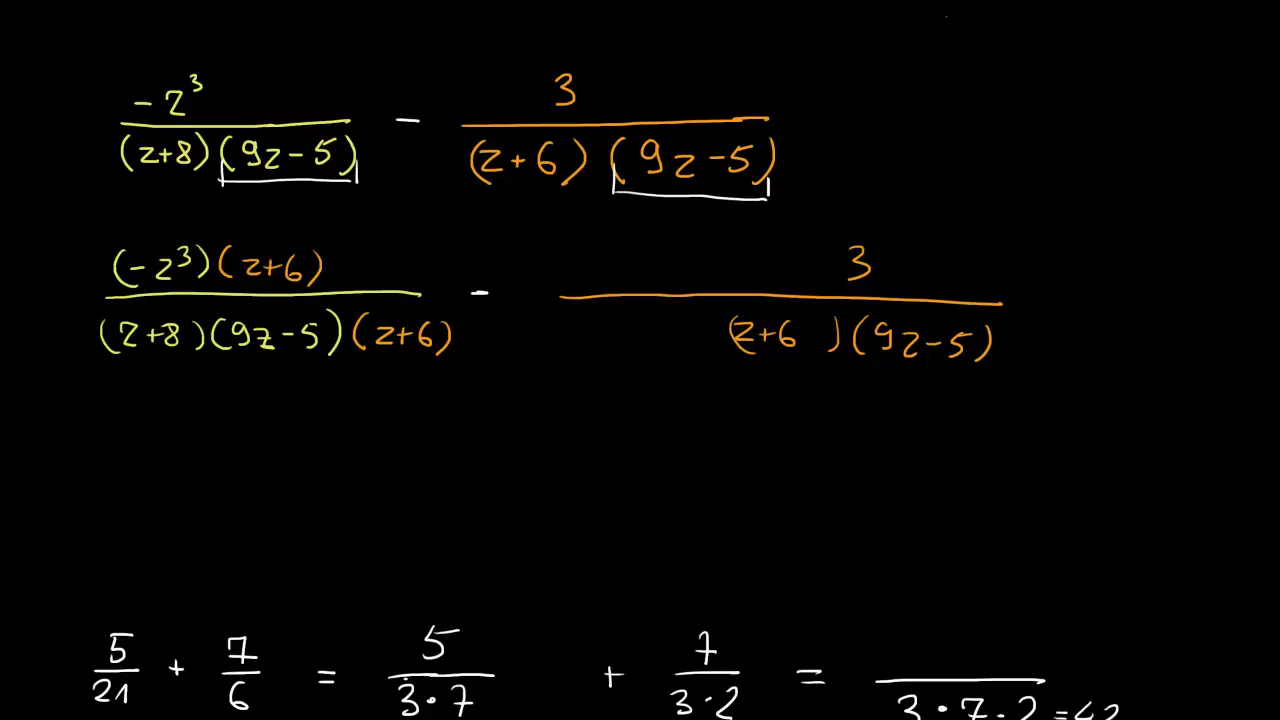 -z³/((z+8)(9z-5)) - 3/((z+6)(9z-5))
(-z³)(z+6)/((z+8)(9z-5)(z+6)) - 3/((z+6)(9z-5))
5/21 + 7/6 = 5/(3·7) + 7/(3·2) = /(3·7·2) = 42